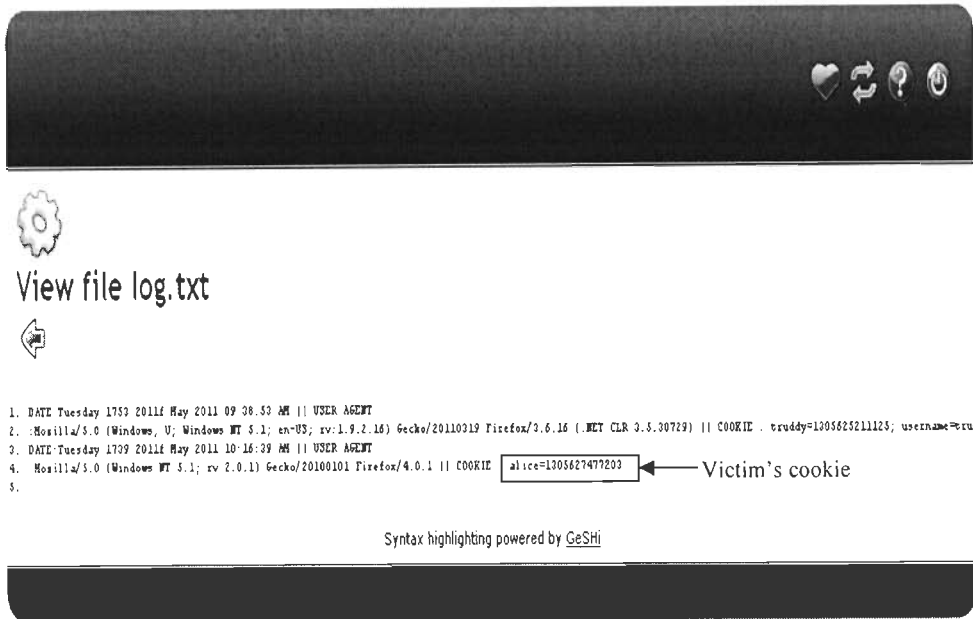 View file log.txt
1. DATE Tuesday 1753 2011f May 2011 09 38.53 AM || USER AGENT
2. :Mozilla/5.0 (Windows, U; Windows NT 5.1; en-US; rv:1.9.2.16) Gecko/20110319 Firefox/3.6.16 (.NET CLR 3.5.30729) || COOKIE . truddy=1305625211125; username=tru
3. DATE Tuesday 1739 2011f May 2011 10 16:39 AM || USER AGENT
4. Mozilla/5.0 (Windows NT 5.1; rv 2.0.1) Gecko/20100101 Firefox/4.0.1 || COOKIE alice=1305627477203 Victim's cookie
5.
Syntax highlighting powered by GeSHi